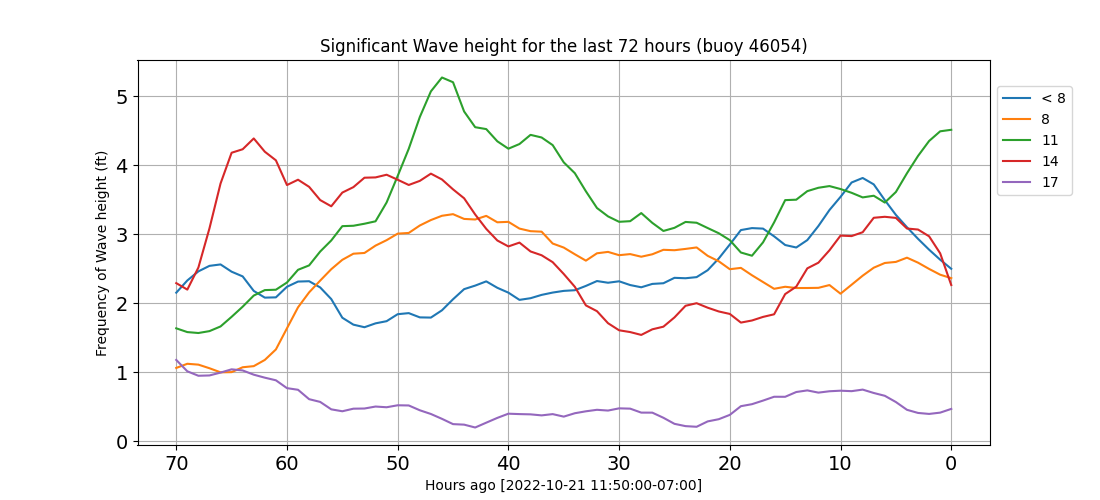 Significant Wave height for the last 72 hours (buoy 46054)
Frequency of Wave height (ft)
5
4
3
2
1
0
70 60 50 40 30 20 10 0
Hours ago [2022-10-21 11:50:00-07:00]
< 8
8
11
14
17